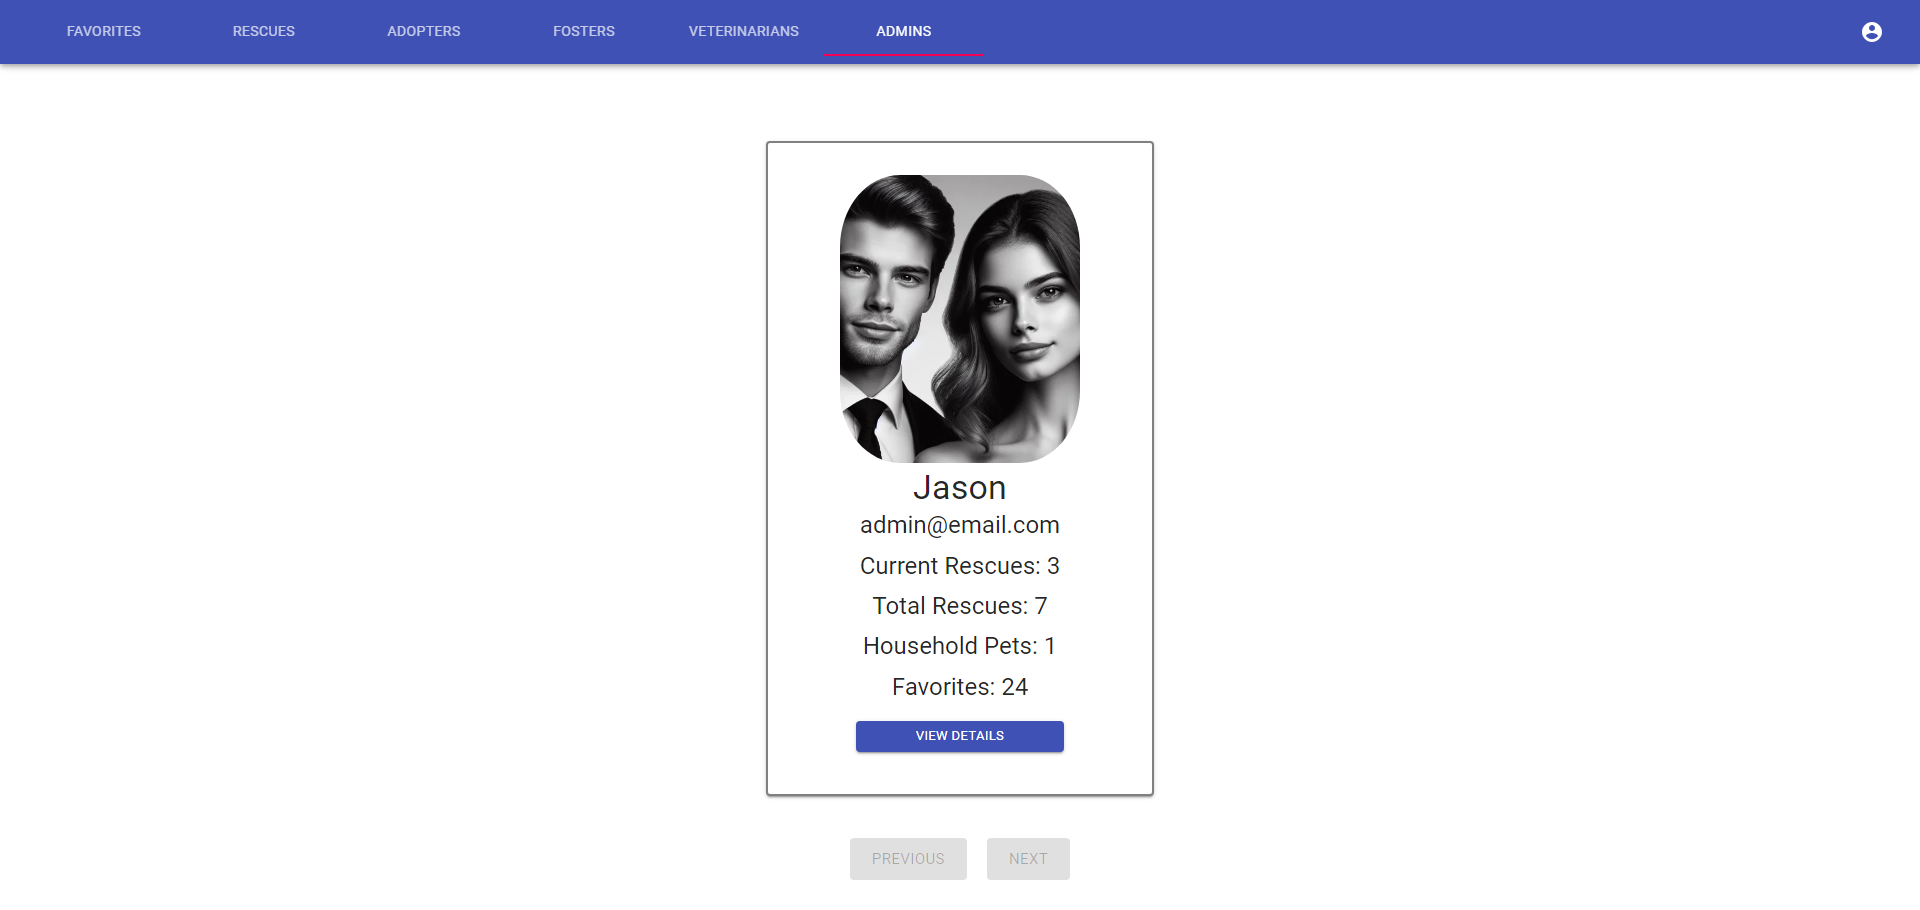 FAVORITES RESCUES ADOPTERS FOSTERS VETERINARIANS ADMINS
Jason
admin@email.com
Current Rescues: 3
Total Rescues: 7
Household Pets: 1
Favorites: 24
VIEW DETAILS
PREVIOUS NEXT